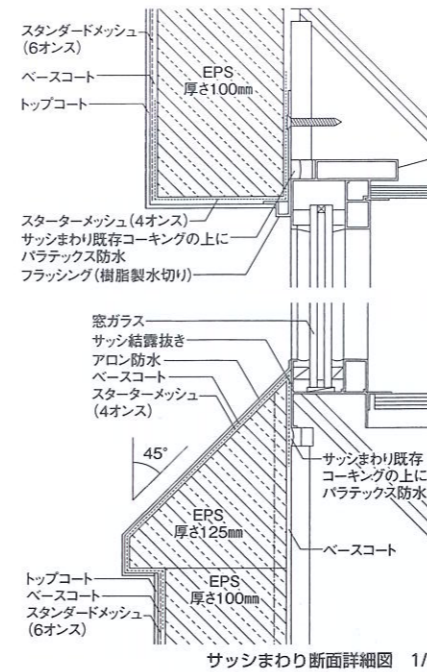 スタンダードメッシュ
(6オンス)
ベースコート
トップコート
EPS
厚さ100㎜
スターターメッシュ(4オンス)
サッシまわり既存コーキングの上に
パラテックス防水
フラッシング(樹脂製水切り)
窓ガラス
サッシ結露抜き
アロン防水
ベースコート
スターターメッシュ
(4オンス)
45°
EPS
厚さ125㎜
サッシまわり既存
コーキングの上に
パラテックス防水
ベースコート
トップコート
ベースコート
スタンダードメッシュ
(6オンス)
EPS
厚さ100㎜
サッシまわり断面詳細図 1/